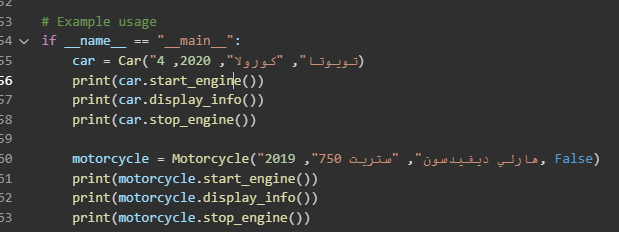 # Example usage
if __name__ == "__main__":
car = Car("تويوتا", "كورولا", 2020, 4)
print(car.start_engine())
print(car.display_info())
print(car.stop_engine())
motorcycle = Motorcycle("هارلي ديفيدسون", "ستريت 750", 2019, False)
print(motorcycle.start_engine())
print(motorcycle.display_info())
print(motorcycle.stop_engine())